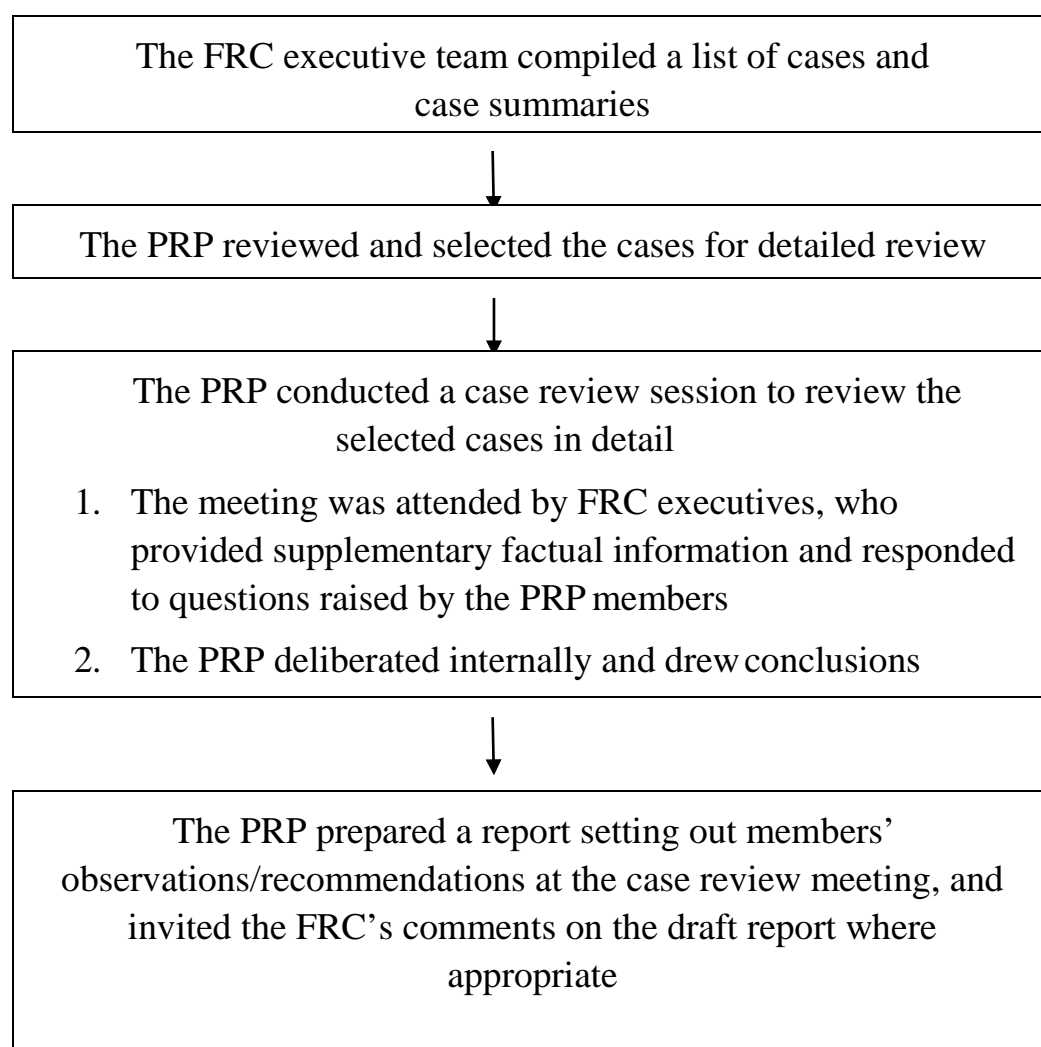 The FRC executive team compiled a list of cases and
case summaries
The PRP reviewed and selected the cases for detailed review
The PRP conducted a case review session to review the
selected cases in detail
1. The meeting was attended by FRC executives, who
provided supplementary factual information and responded
to questions raised by the PRP members
2. The PRP deliberated internally and drew conclusions
The PRP prepared a report setting out members’
observations/recommendations at the case review meeting, and
invited the FRC’s comments on the draft report where
appropriate